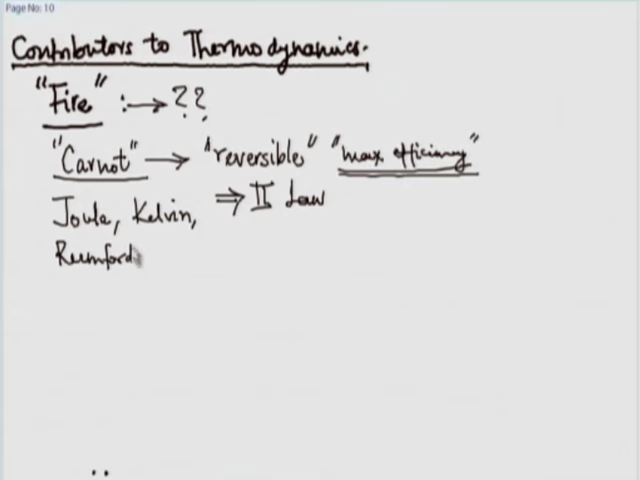 Page No: 10
Contributors to Thermodynamics.
"Fire" :→ ??
"Carnot" → "reversible" "max efficiency"
⇒ II Law
Joule, Kelvin,
Rumford